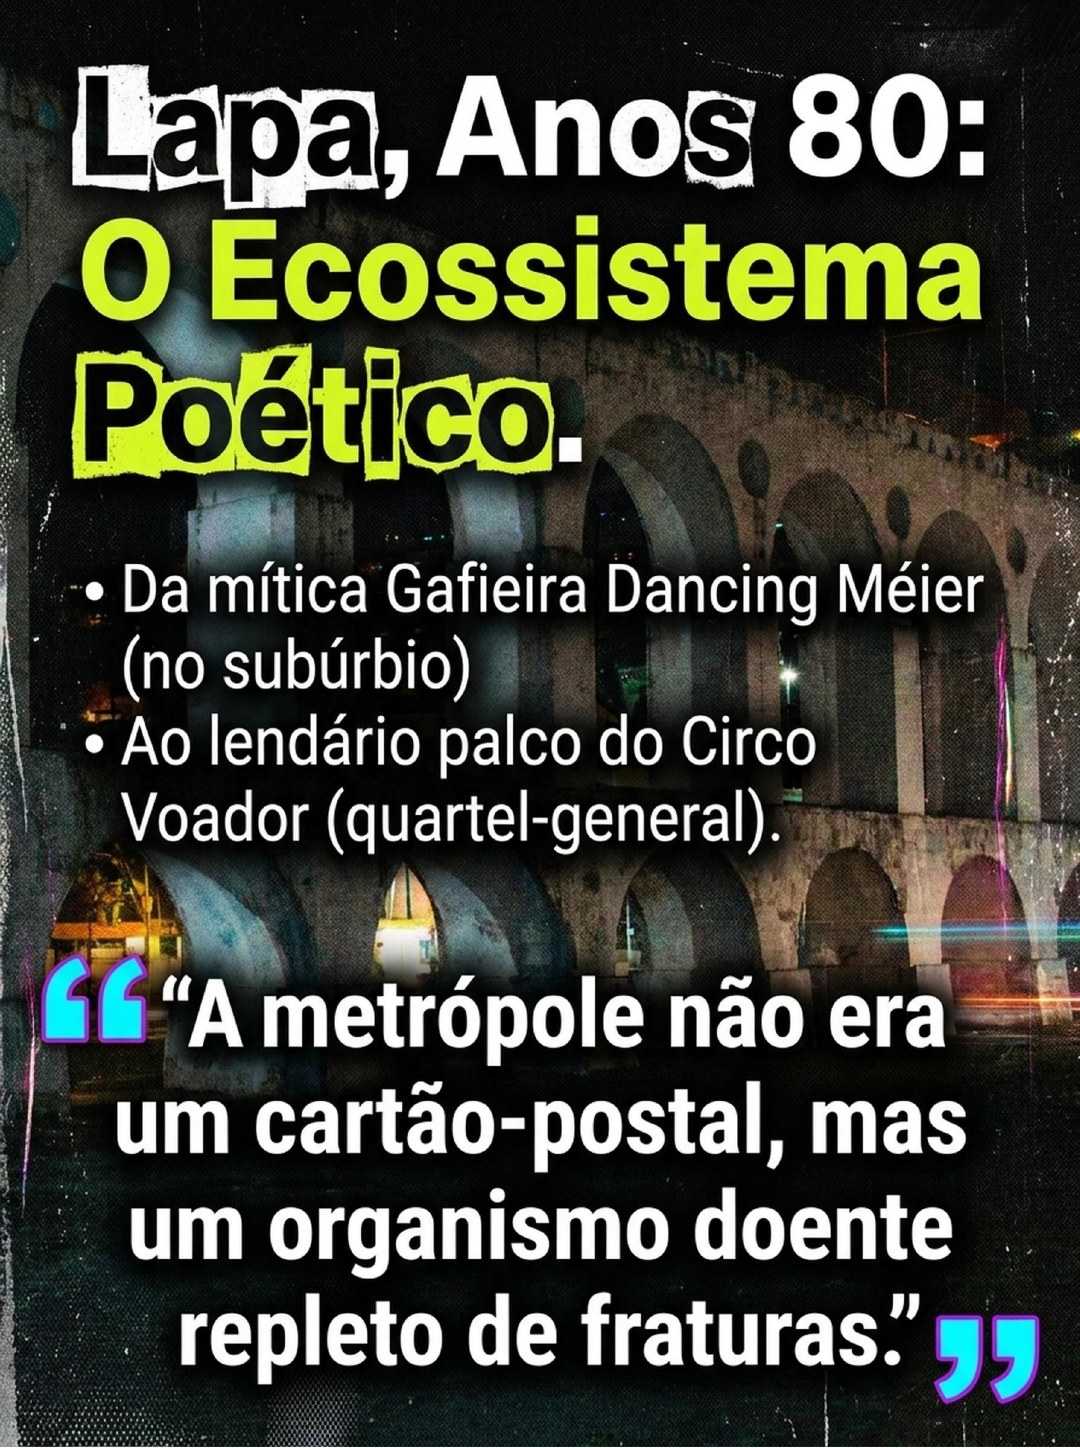 Lapa, Anos 80:
O Ecossistema
Poético.
• Da mítica Gafieira Dancing Méier
(no subúrbio)
• Ao lendário palco do Circo
Voador (quartel-general).
“A metrópole não era
um cartão-postal, mas
um organismo doente
repleto de fraturas.”